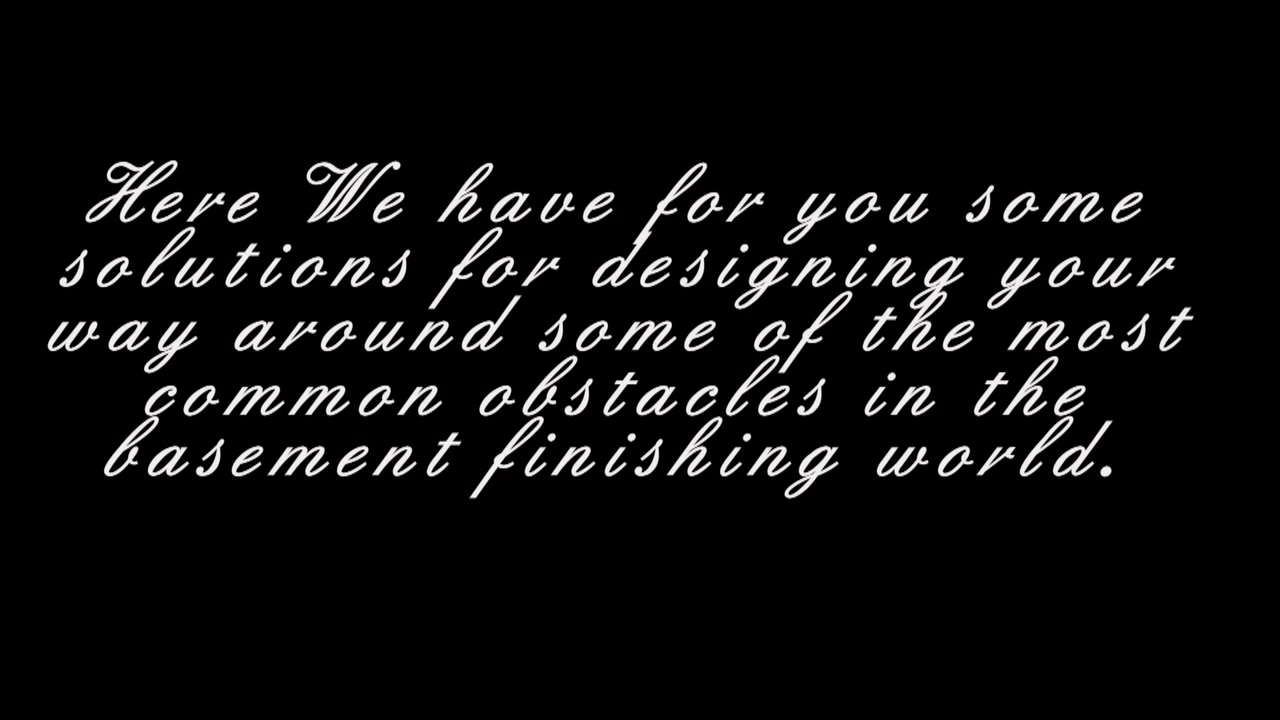 Here We have for you some
solutions for designing your
way around some of the most
common obstacles in the
basement finishing world.